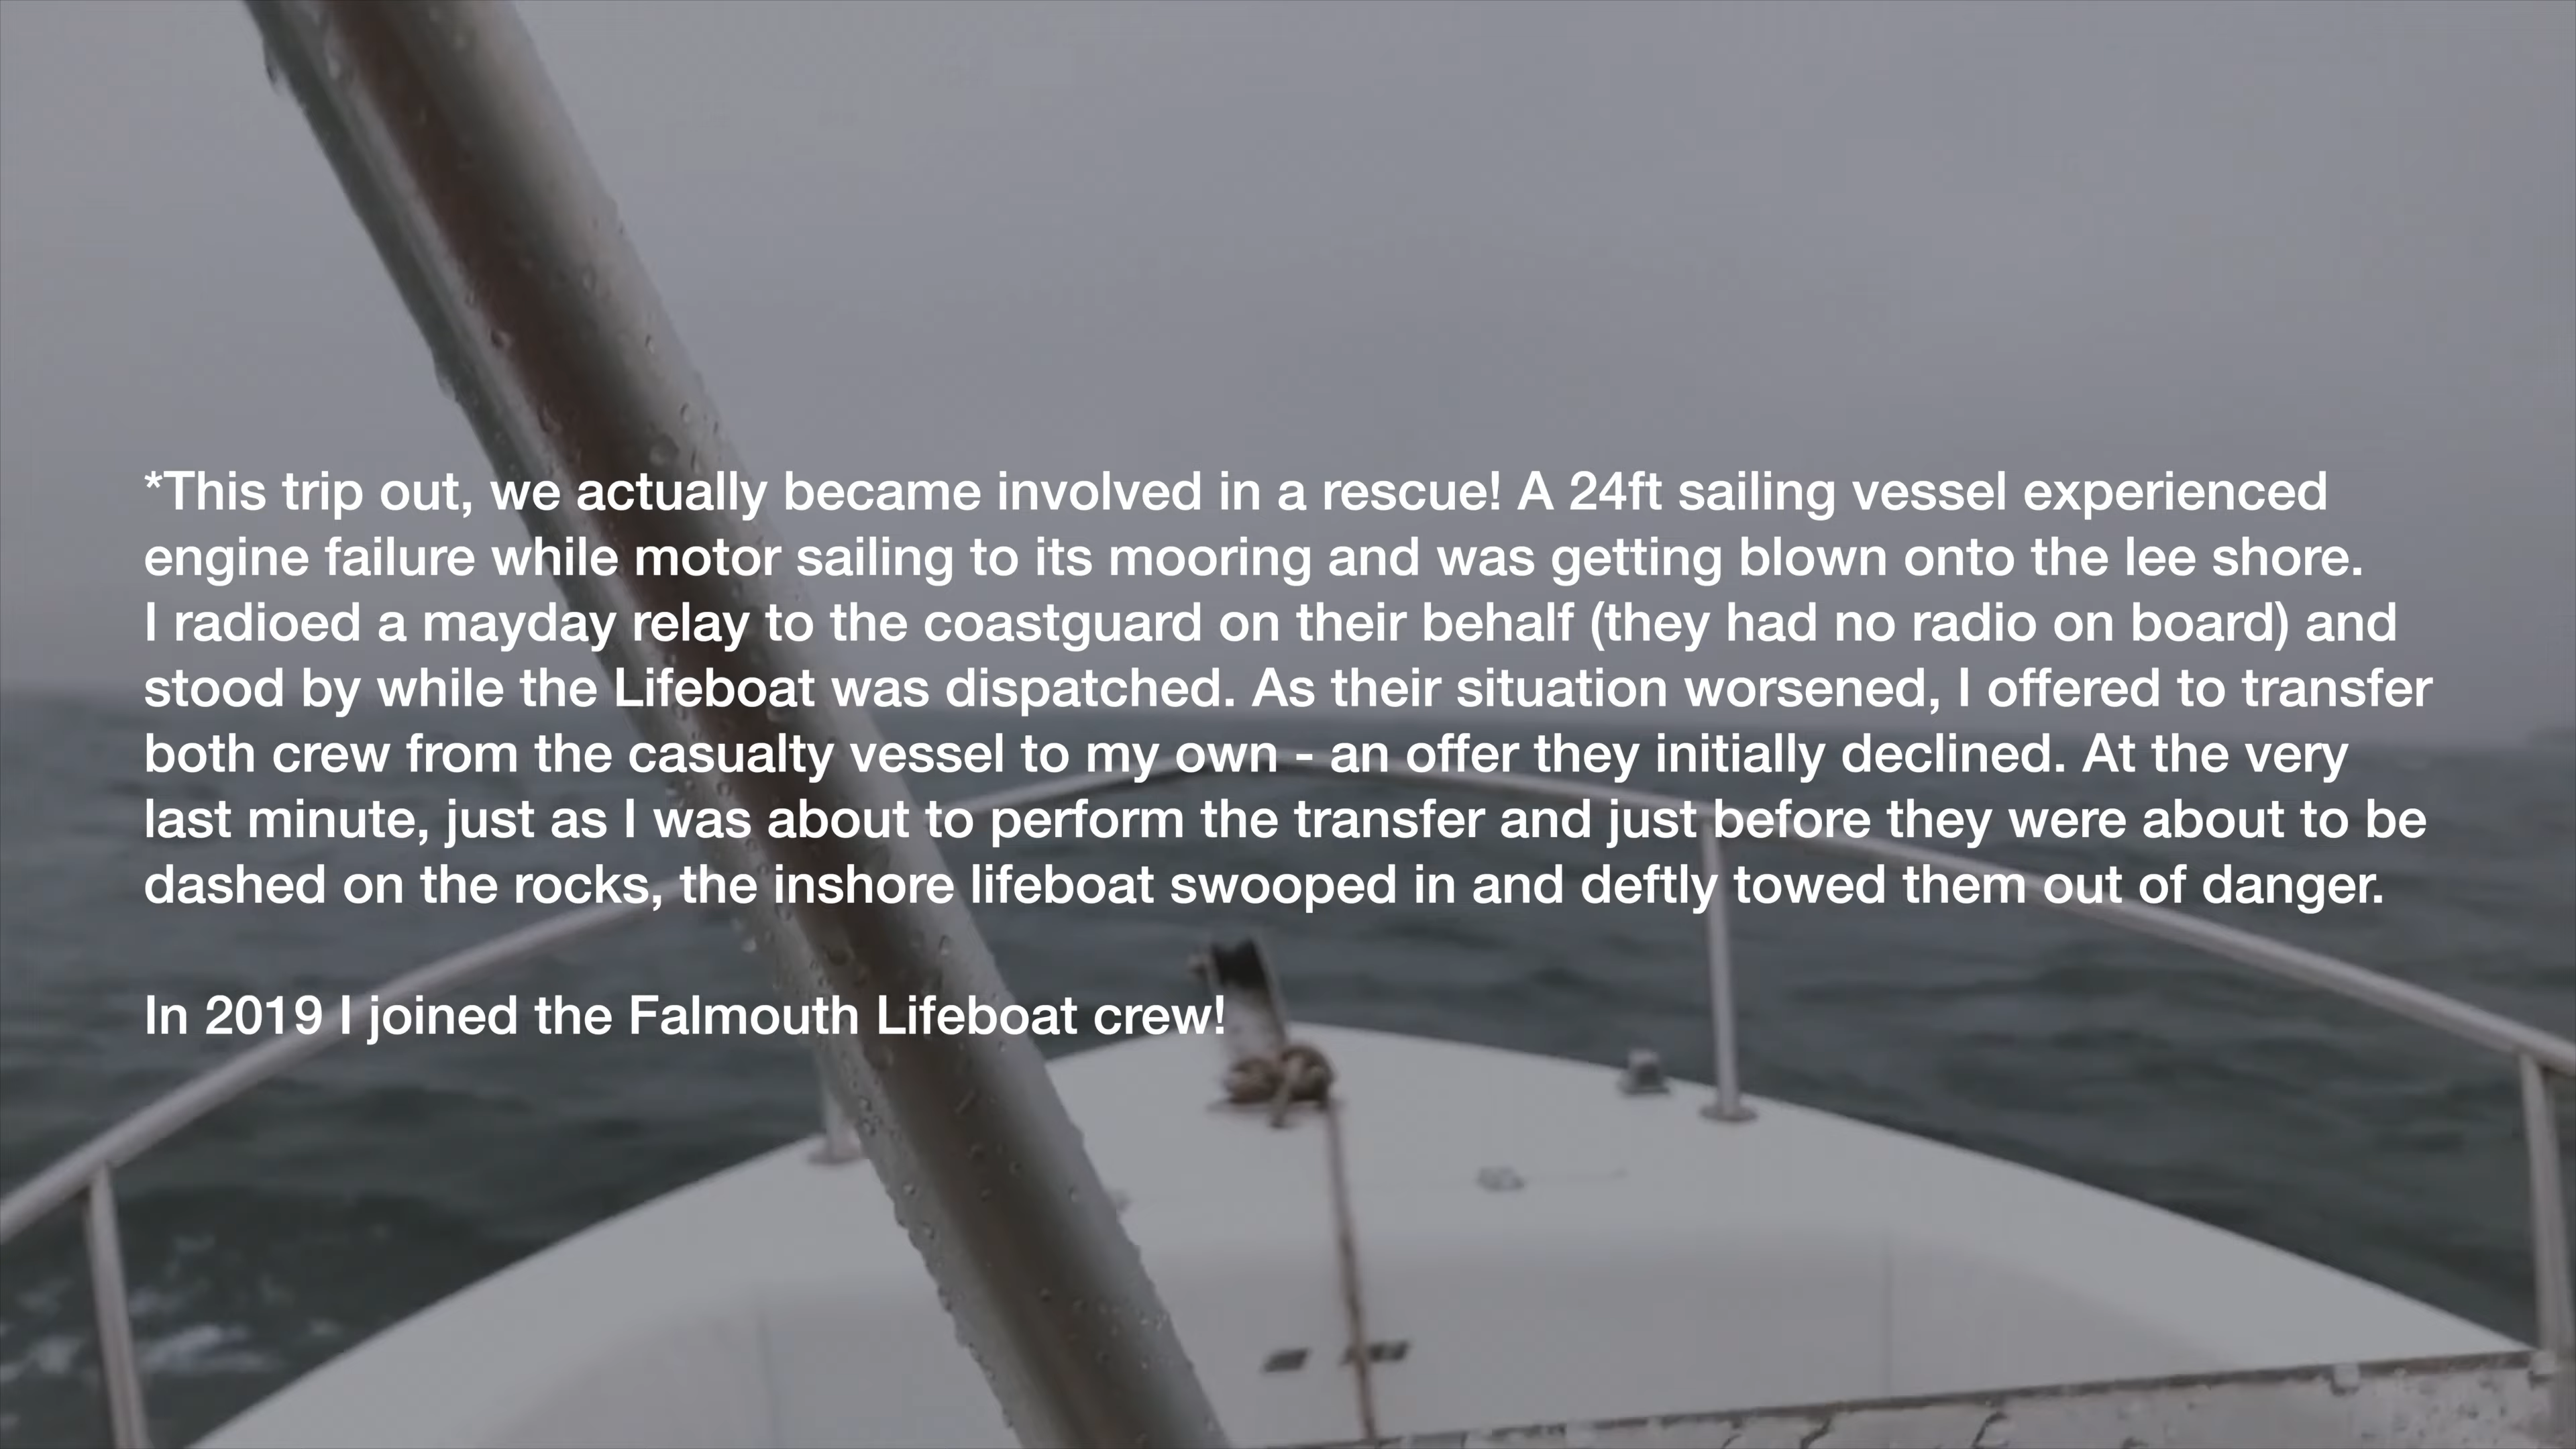 *This trip out, we actually became involved in a rescue! A 24ft sailing vessel experienced
engine failure while motor sailing to its mooring and was getting blown onto the lee shore.
I radioed a mayday relay to the coastguard on their behalf (they had no radio on board) and
stood by while the Lifeboat was dispatched. As their situation worsened, I offered to transfer
both crew from the casualty vessel to my own - an offer they initially declined. At the very
last minute, just as I was about to perform the transfer and just before they were about to be
dashed on the rocks, the inshore lifeboat swooped in and deftly towed them out of danger.
In 2019 I joined the Falmouth Lifeboat crew!